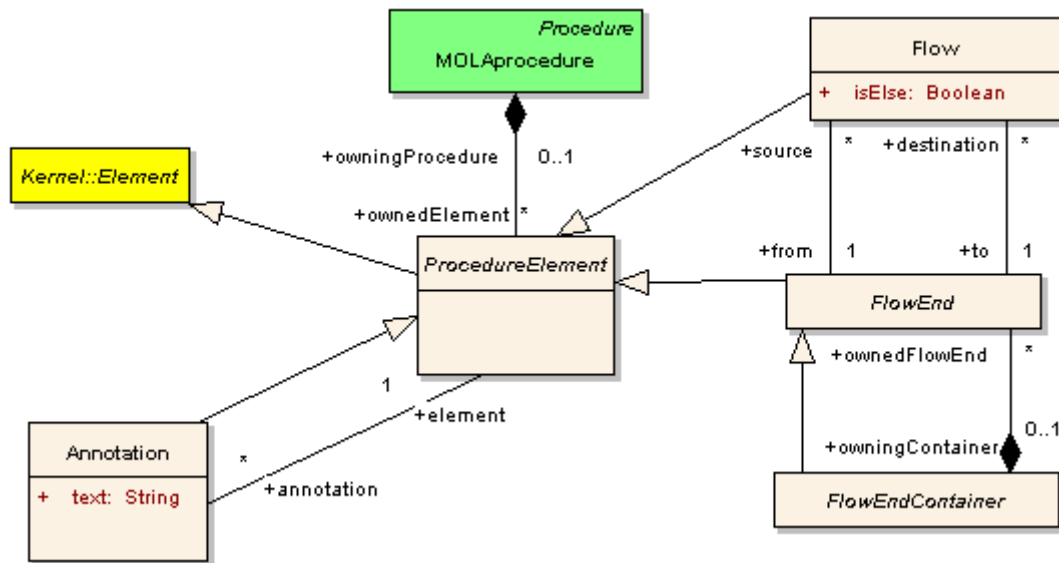 Procedure
MOLAprocedure
Flow
+ isElse: Boolean
+owningProcedure 0..1
+source * +destination *
Kernel::Element
+ownedElement *
ProcedureElement
+from 1 +to 1
FlowEnd
+ownedFlowEnd *
1
+element
Annotation
+ text: String
*
+annotation
0..1
+owningContainer
FlowEndContainer